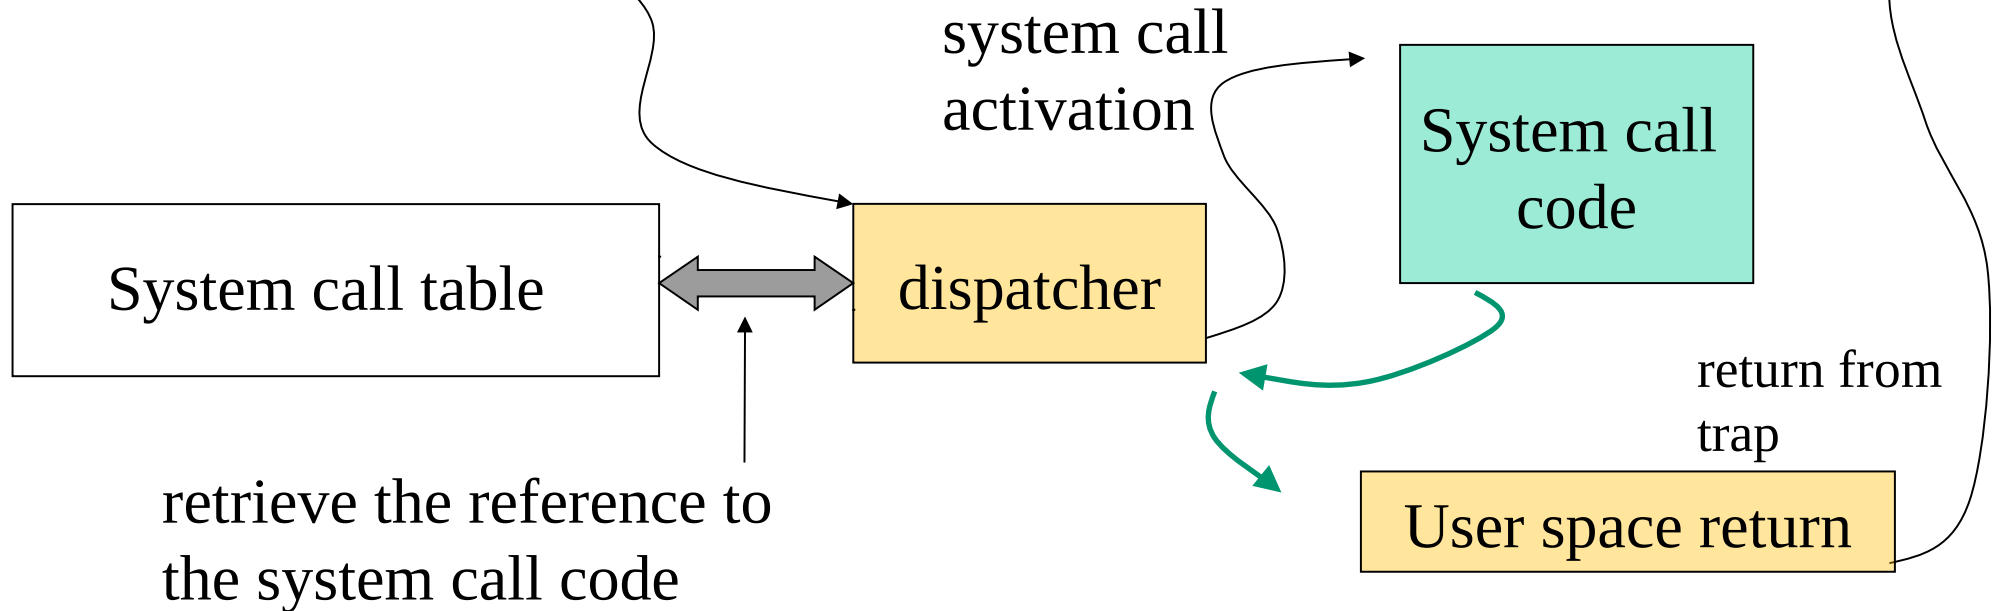 system call
activation
System call
code
System call table
dispatcher
return from
trap
retrieve the reference to
the system call code
User space return